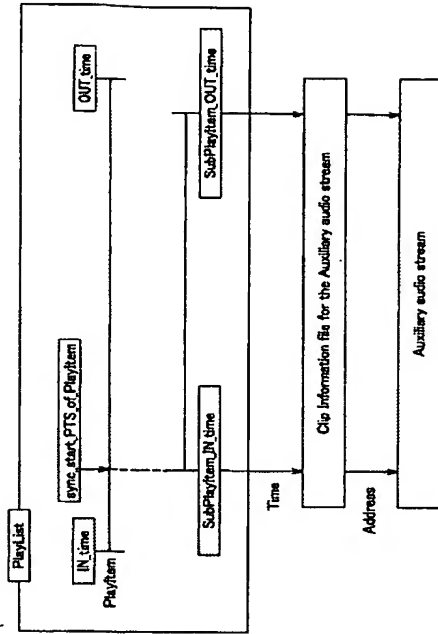 PlayList
IN_time
sync_start_PTS_of_PlayItem
OUT_time
PlayItem
SubPlayItem_IN_time
SubPlayItem_OUT_time
Time
Clip Information file for the Auxiliary audio stream
Address
Auxiliary audio stream